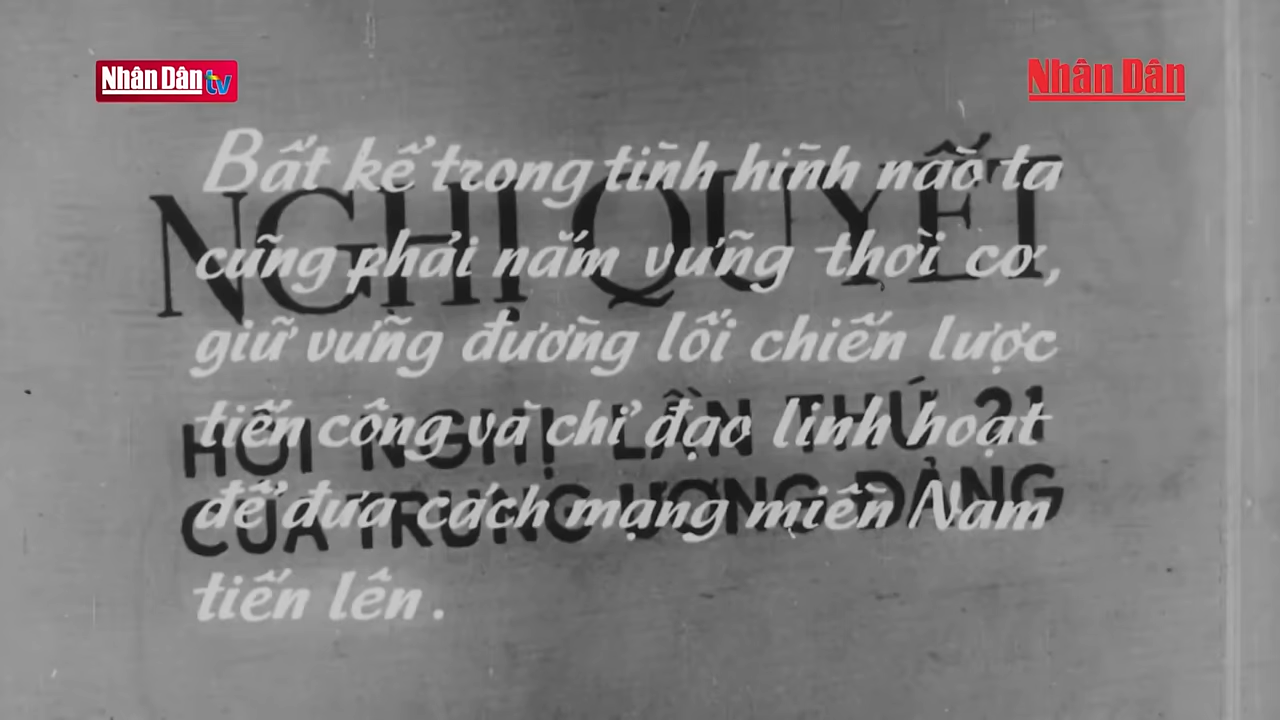 Nhân Dân tv
Nhân Dân
Bất kể trong tình hình nào ta
cũng phải nắm vững thời cơ,
giữ vững đường lối chiến lược
tiến công và chỉ đạo linh hoạt
để đưa cách mạng miền Nam
tiến lên.
NGHỊ QUYẾT
HỘI NGHỊ LẦN THỨ 21
CỦA TRUNG ƯƠNG ĐẢNG